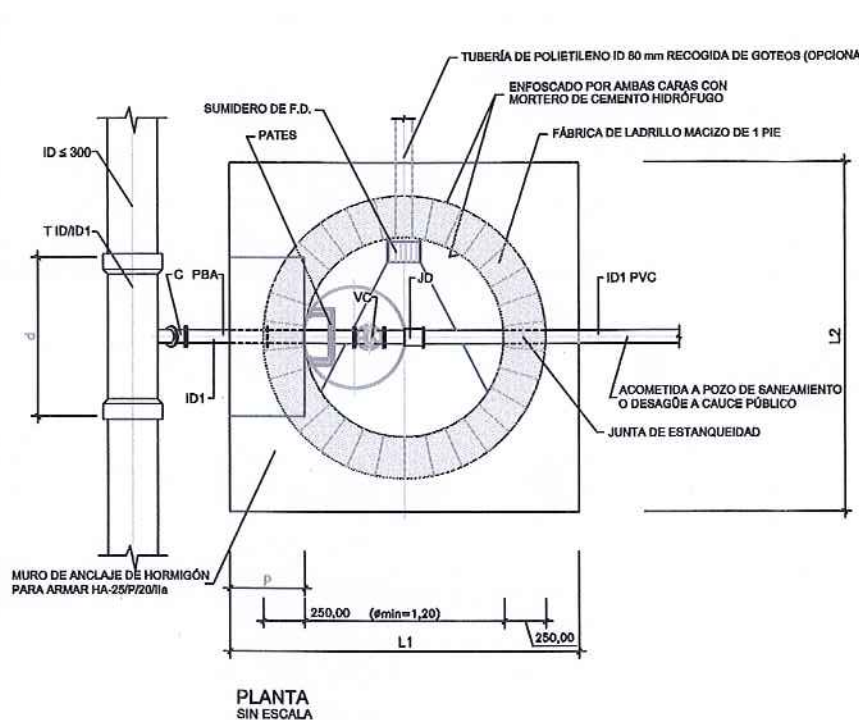 TUBERÍA DE POLIETILENO ID 80 mm RECOGIDA DE GOTEOS (OPCIONA
ENFOSCADO POR AMBAS CARAS CON
MORTERO DE CEMENTO HIDRÓFUGO
SUMIDERO DE F.D.
PATES
FÁBRICA DE LADRILLO MACIZO DE 1 PIE
ID ≤ 300
T ID/ID1
C PBA
VC
JD
ID1 PVC
d
L2
ID1
ACOMETIDA A POZO DE SANEAMIENTO
O DESAGÜE A CAUCE PÚBLICO
JUNTA DE ESTANQUEIDAD
MURO DE ANCLAJE DE HORMIGÓN
PARA ARMAR HA-25/P/20/IIa
p
250,00 (ømin=1,20)
250,00
L1
PLANTA
SIN ESCALA